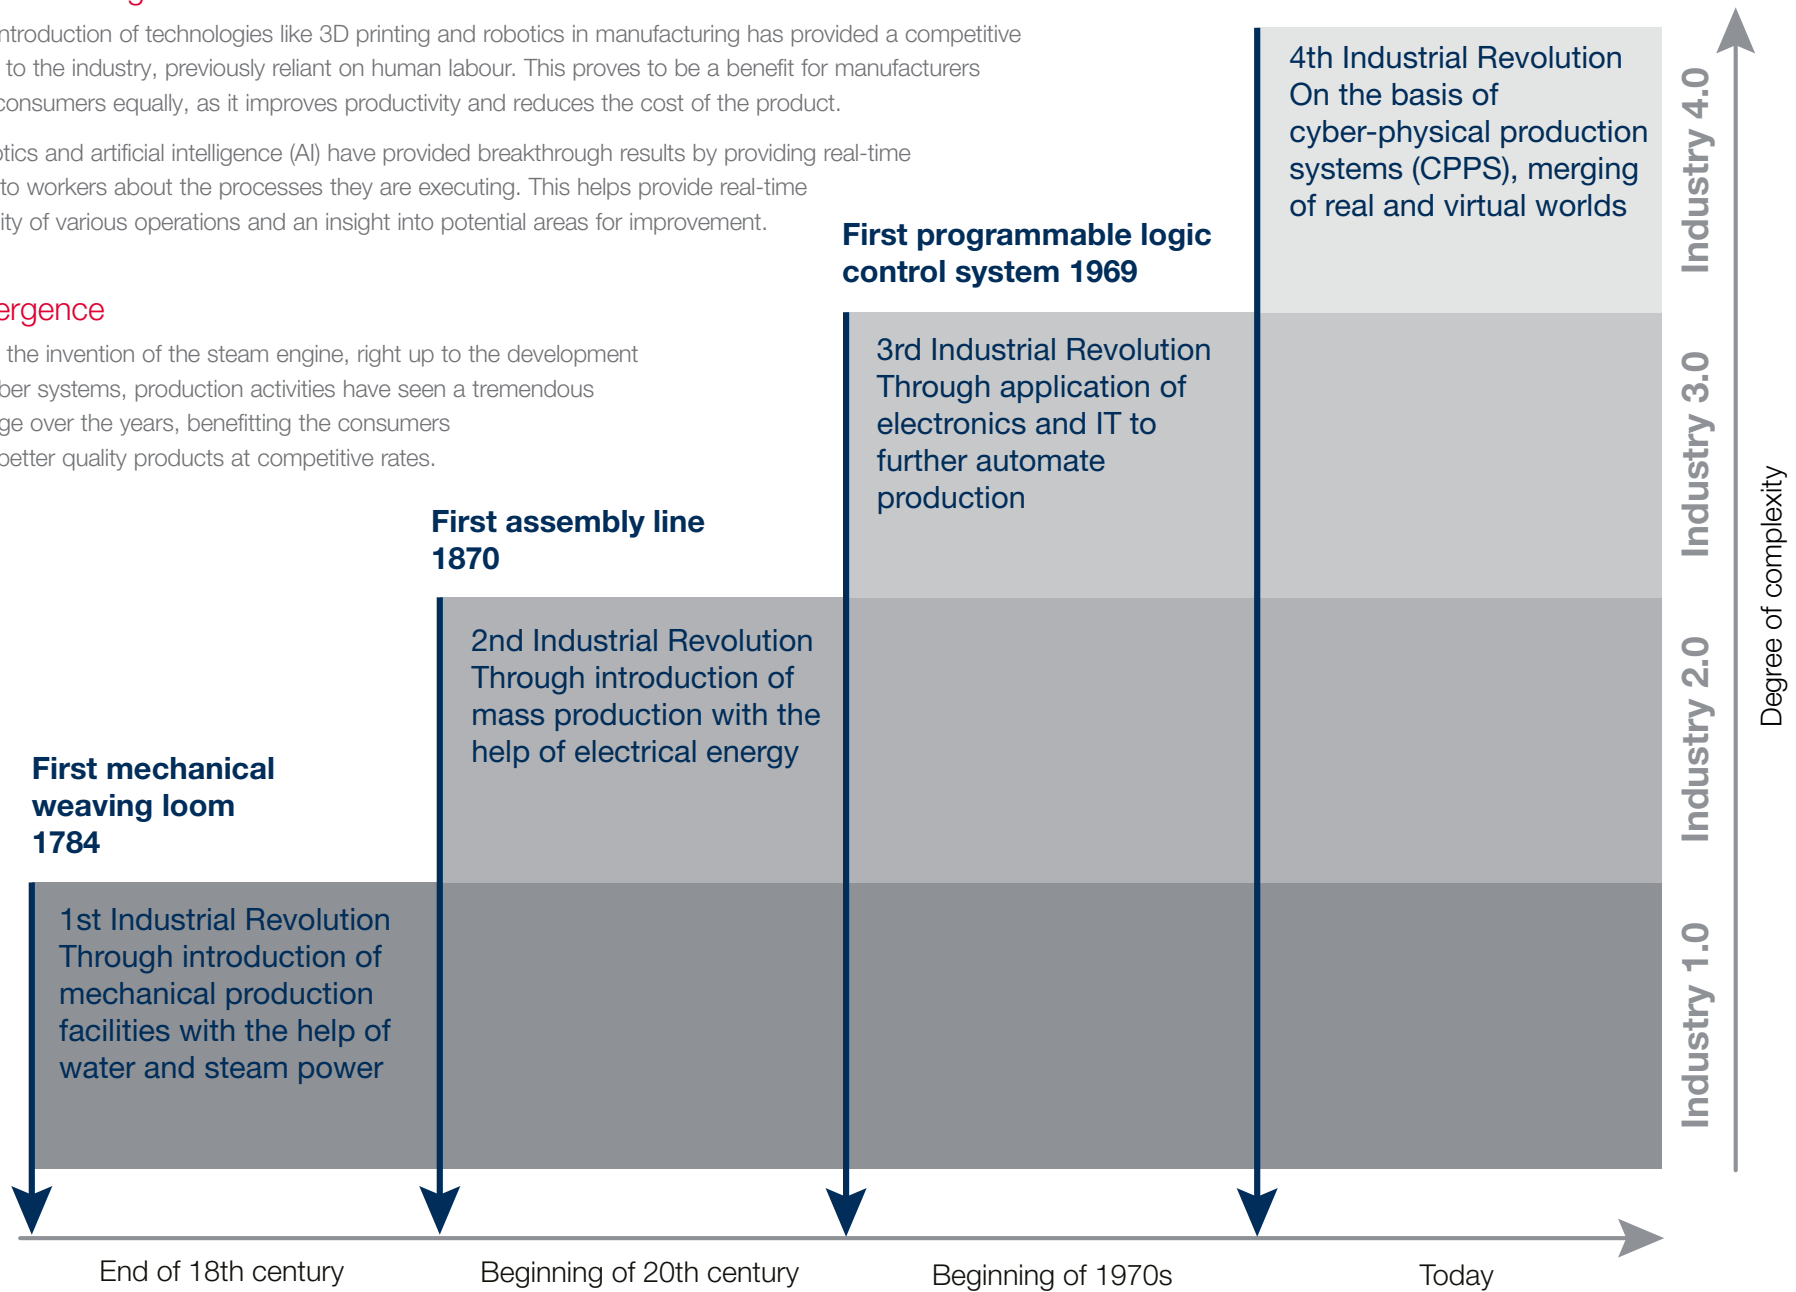 ntroduction of technologies like 3D printing and robotics in manufacturing has provided a competitive
to the industry, previously reliant on human labour. This proves to be a benefit for manufacturers
consumers equally, as it improves productivity and reduces the cost of the product.
otics and artificial intelligence (AI) have provided breakthrough results by providing real-time
to workers about the processes they are executing. This helps provide real-time
ity of various operations and an insight into potential areas for improvement.
ergence
the invention of the steam engine, right up to the development
ber systems, production activities have seen a tremendous
ge over the years, benefitting the consumers
better quality products at competitive rates.
First mechanical
weaving loom
1784
1st Industrial Revolution
Through introduction of
mechanical production
facilities with the help of
water and steam power
First assembly line
1870
2nd Industrial Revolution
Through introduction of
mass production with the
help of electrical energy
First programmable logic
control system 1969
3rd Industrial Revolution
Through application of
electronics and IT to
further automate
production
4th Industrial Revolution
On the basis of
cyber-physical production
systems (CPPS), merging
of real and virtual worlds
Industry 4.0
Industry 3.0
Industry 2.0
Industry 1.0
Degree of complexity
End of 18th century
Beginning of 20th century
Beginning of 1970s
Today